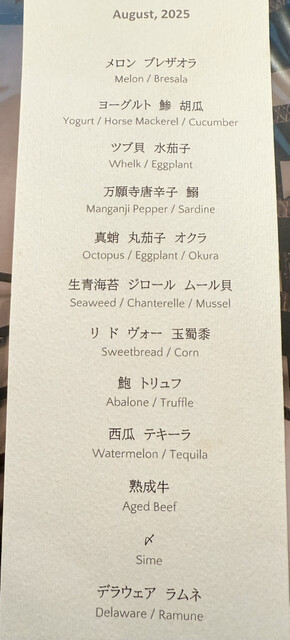 August, 2025
メロン ブレザオラ
Melon / Bresala
ヨーグルト 鯵 胡瓜
Yogurt / Horse Mackerel / Cucumber
ツブ貝 水茄子
Whelk / Eggplant
万願寺唐辛子 鰯
Manganji Pepper / Sardine
真蛸 丸茄子 オクラ
Octopus / Eggplant / Okura
生青海苔 ジロール ムール貝
Seaweed / Chanterelle / Mussel
リ ド ヴォー 玉蜀黍
Sweetbread / Corn
鮑 トリュフ
Abalone / Truffle
西瓜 テキーラ
Watermelon / Tequila
熟成牛
Aged Beef
〆
Sime
デラウェア ラムネ
Delaware / Ramune